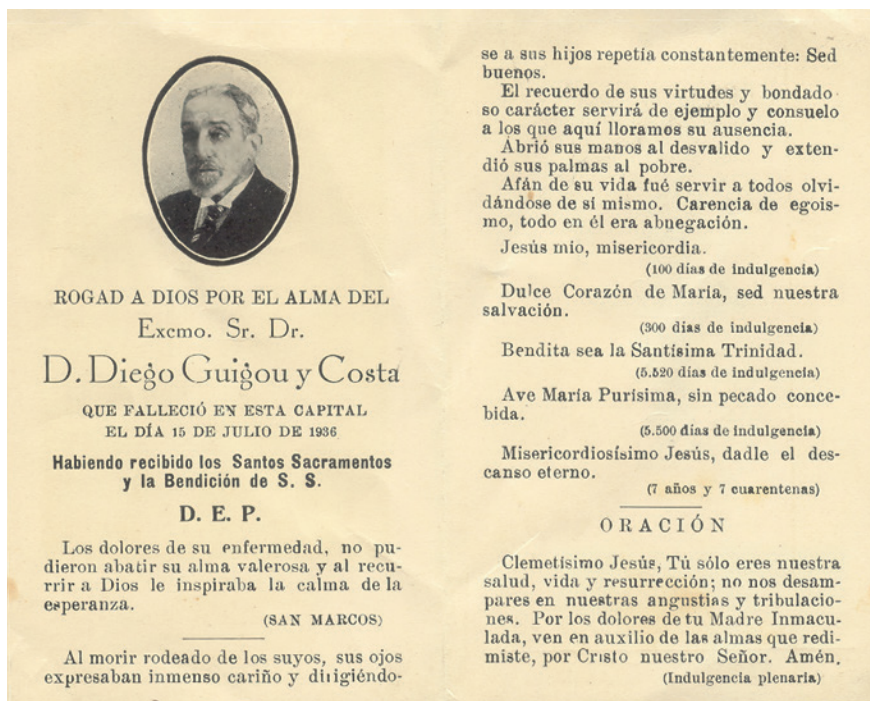 ROGAD A DIOS POR EL ALMA DEL
Excmo. Sr. Dr.
D. Diego Guigou y Costa
QUE FALLECIÓ EN ESTA CAPITAL
EL DÍA 15 DE JULIO DE 1936
Habiendo recibido los Santos Sacramentos
y la Bendición de S. S.
D. E. P.
Los dolores de su enfermedad, no pu-
dieron abatir su alma valerosa y al recu-
rrir a Dios le inspiraba la calma de la
esperanza.
(SAN MARCOS)
Al morir rodeado de los suyos, sus ojos
expresaban inmenso cariño y dirigiéndo-
se a sus hijos repetía constantemente: Sed
buenos.
El recuerdo de sus virtudes y bondado
so carácter servirá de ejemplo y consuelo
a los que aquí lloramos su ausencia.
Abrió sus manos al desvalido y exten-
dió sus palmas al pobre.
Afán de su vida fué servir a todos olvi-
dándose de sí mismo. Carencia de egois-
mo, todo en él era abnegación.
Jesús mío, misericordia.
(100 días de indulgencia)
Dulce Corazón de María, sed nuestra
salvación.
(300 días de indulgencia)
Bendita sea la Santísima Trinidad.
(5.520 días de indulgencia)
Ave María Purísima, sin pecado conce-
bida.
(5.500 días de indulgencia)
Misericordiosísimo Jesús, dadle el des-
canso eterno.
(7 años y 7 cuarentenas)
ORACIÓN
Clemetísimo Jesús, Tú sólo eres nuestra
salud, vida y resurrección; no nos desam-
pares en nuestras angustias y tribulacio-
nes. Por los dolores de tu Madre Inmacu-
lada, ven en auxilio de las almas que redi-
miste, por Cristo nuestro Señor. Amén.
(Indulgencia plenaria)